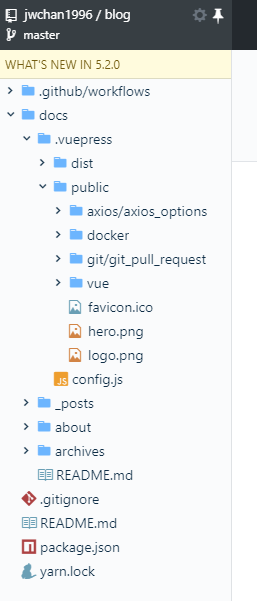 jwchan1996 / blog
master
WHAT'S NEW IN 5.2.0
.github/workflows
docs
.vuepress
dist
public
axios/axios_options
docker
git/git_pull_request
vue
favicon.ico
hero.png
logo.png
JS config.js
_posts
about
archives
README.md
.gitignore
README.md
package.json
yarn.lock